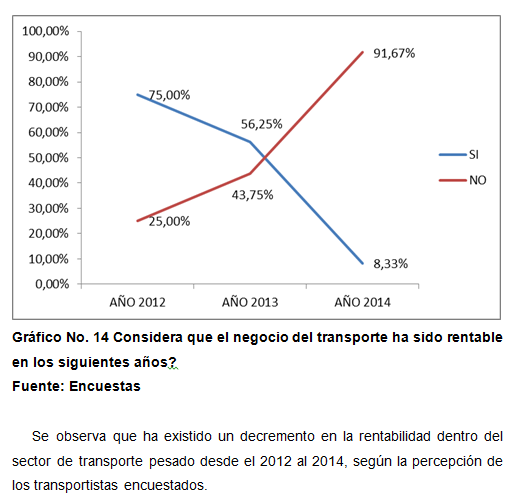 100,00%
90,00%
80,00%
70,00%
60,00%
50,00%
40,00%
30,00%
20,00%
10,00%
0,00%
75,00%
56,25%
91,67%
25,00%
43,75%
8,33%
SI
NO
AÑO 2012 AÑO 2013 AÑO 2014
Gráfico No. 14 Considera que el negocio del transporte ha sido rentable
en los siguientes años?
Fuente: Encuestas
Se observa que ha existido un decremento en la rentabilidad dentro del
sector de transporte pesado desde el 2012 al 2014, según la percepción de
los transportistas encuestados.